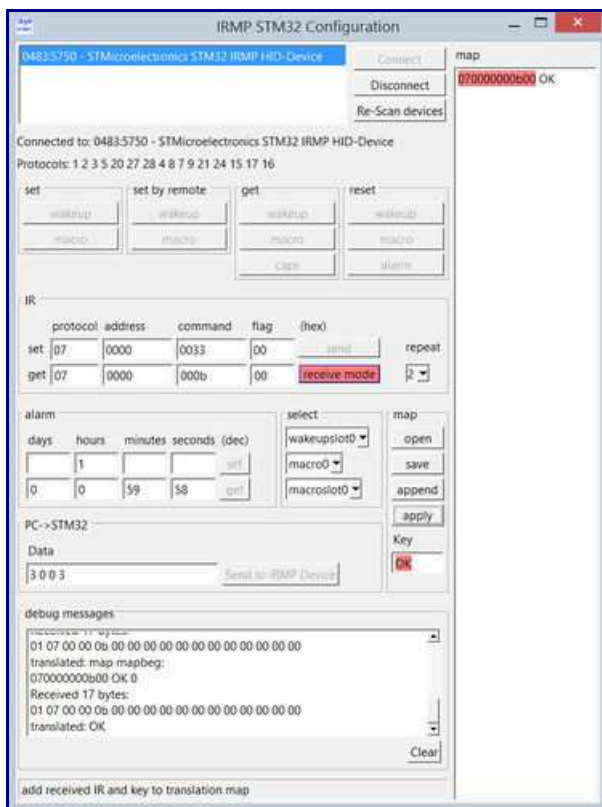 IRMP STM32 Configuration
0483:5750 - STMicroelectronics STM32 IRMP HID-Device
Connect
Disconnect
Re-Scan devices
map
070000000b00 OK
Connected to: 0483:5750 - STMicroelectronics STM32 IRMP HID-Device
Protocols: 1 2 3 5 20 27 28 4 8 7 9 21 24 15 17 16
set set by remote get reset
wakeup wakeup wakeup wakeup
macro macro macro macro
caps alarm
IR
protocol address command flag (hex)
set 07 0000 0033 00 send repeat
get 07 0000 000b 00 receive mode 2
alarm
days hours minutes seconds (dec)
1 set
0 0 59 58 get
select
wakeupslot0
macro0
macroslot0
map
open
save
append
apply
Key
OK
PC->STM32
Data
3 0 0 3 Send to IRMP Device
debug messages
Received 17 bytes:
01 07 00 00 0b 00 00 00 00 00 00 00 00 00 00 00 00
translated: map mapbeg:
070000000b00 OK 0
Received 17 bytes:
01 07 00 00 0b 00 00 00 00 00 00 00 00 00 00 00 00
translated: OK
Clear
add received IR and key to translation map